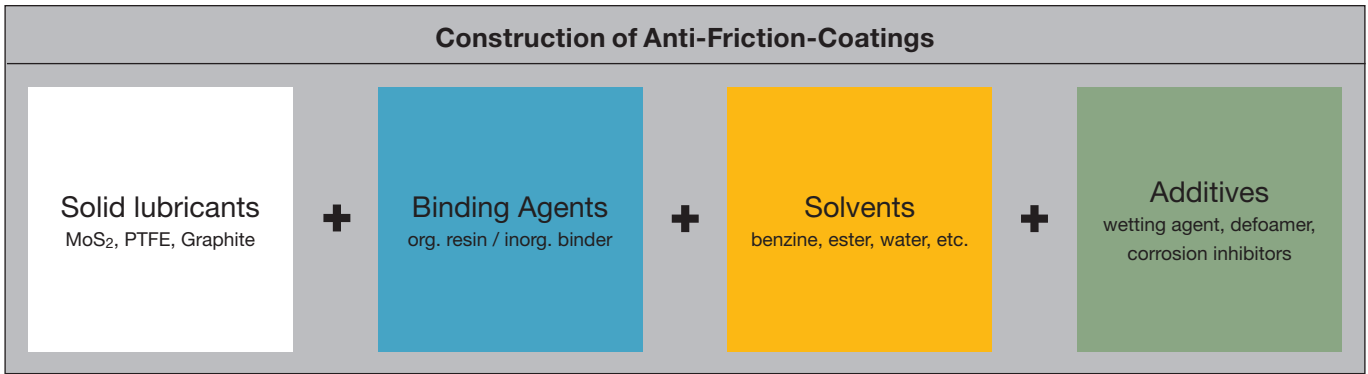 Construction of Anti-Friction-Coatings
Solid lubricants
MoS₂, PTFE, Graphite
+
Binding Agents
org. resin / inorg. binder
+
Solvents
benzine, ester, water, etc.
+
Additives
wetting agent, defoamer,
corrosion inhibitors